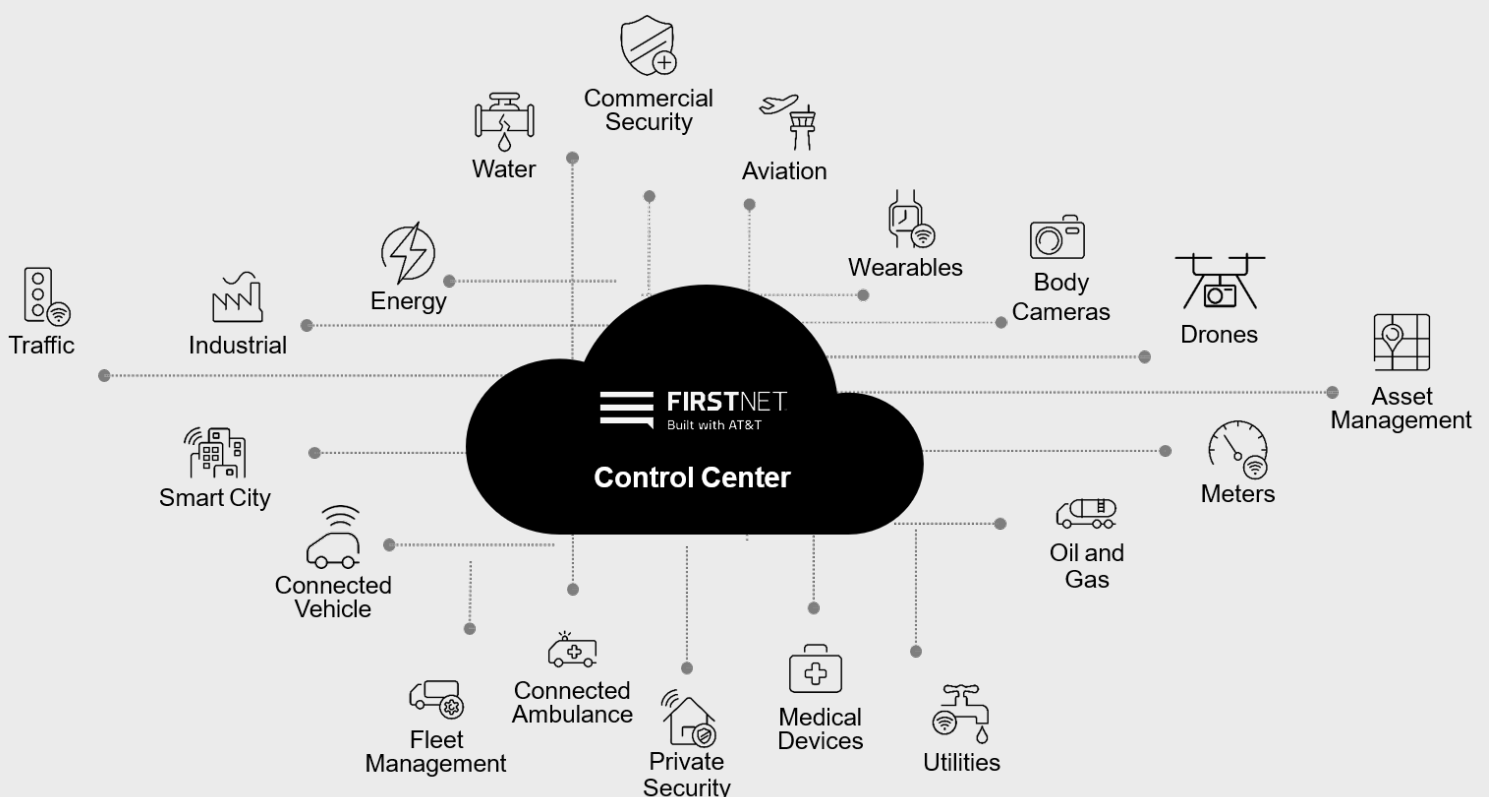 Commercial
Security
Water
Aviation
Wearables
Body
Cameras
Energy
Drones
Traffic
Industrial
Asset
Management
FIRSTNET
Built with AT&T
Control Center
Smart City
Meters
Connected
Vehicle
Oil and
Gas
Connected
Ambulance
Medical
Devices
Fleet
Management
Private
Security
Utilities